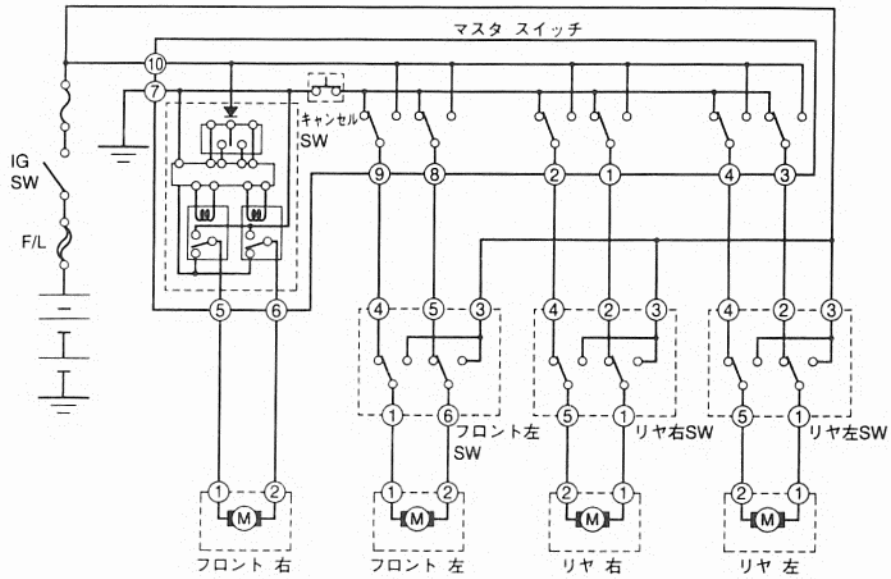 マスタ スイッチ
10
7
キャンセル
SW
IG
SW
F/L
9 8 2 1 4 3
5 6
4 5 3 4 2 3 4 2 3
1 6 5 1 5 1
フロント左
SW
リヤ右SW
リヤ左SW
1 2 1 2 2 1 2 1
M M M M
フロント 右
フロント 左
リヤ 右
リヤ 左